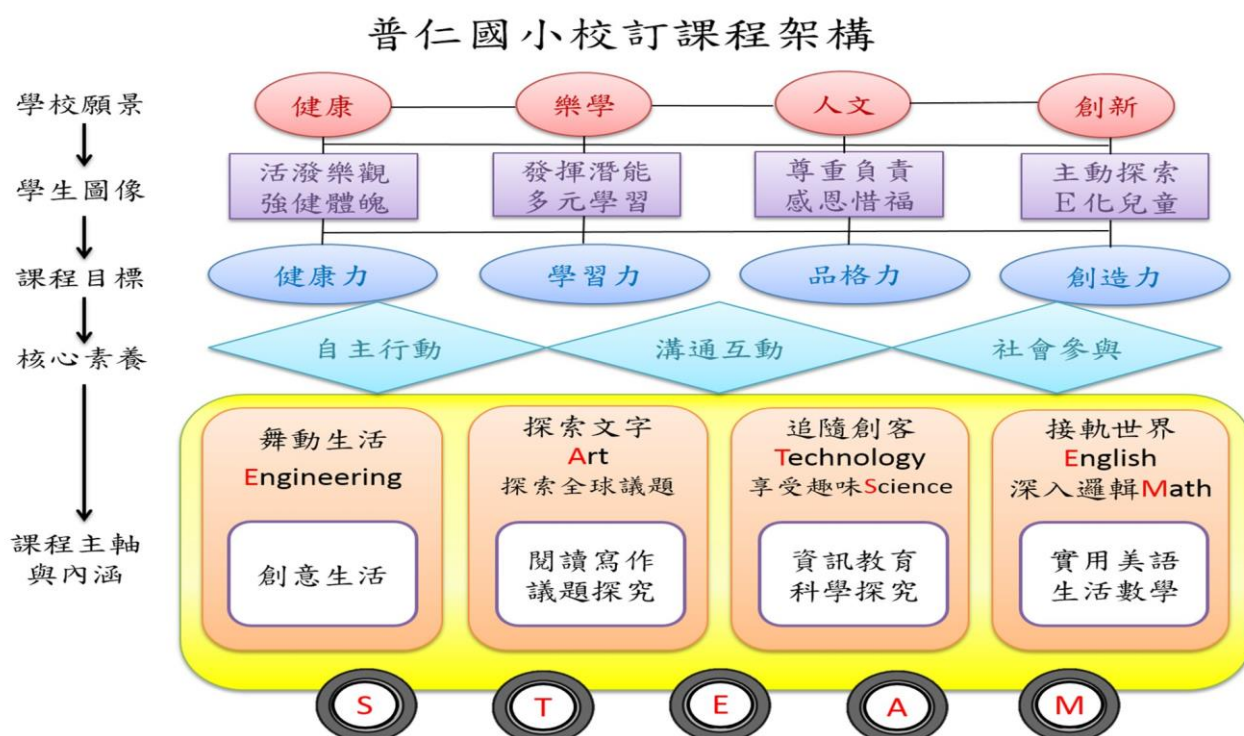 普仁國小校訂課程架構
學校願景
健康
樂學
人文
創新
學生圖像
活潑樂觀
強健體魄
發揮潛能
多元學習
尊重負責
感恩惜福
主動探索
E化兒童
課程目標
健康力
學習力
品格力
創造力
核心素養
自主行動
溝通互動
社會參與
課程主軸
與內涵
舞動生活
Engineering
創意生活
探索文字
Art
探索全球議題
閱讀寫作
議題探究
追隨創客
Technology
享受趣味Science
資訊教育
科學探究
接軌世界
English
深入邏輯Math
實用美語
生活數學
S
T
E
A
M